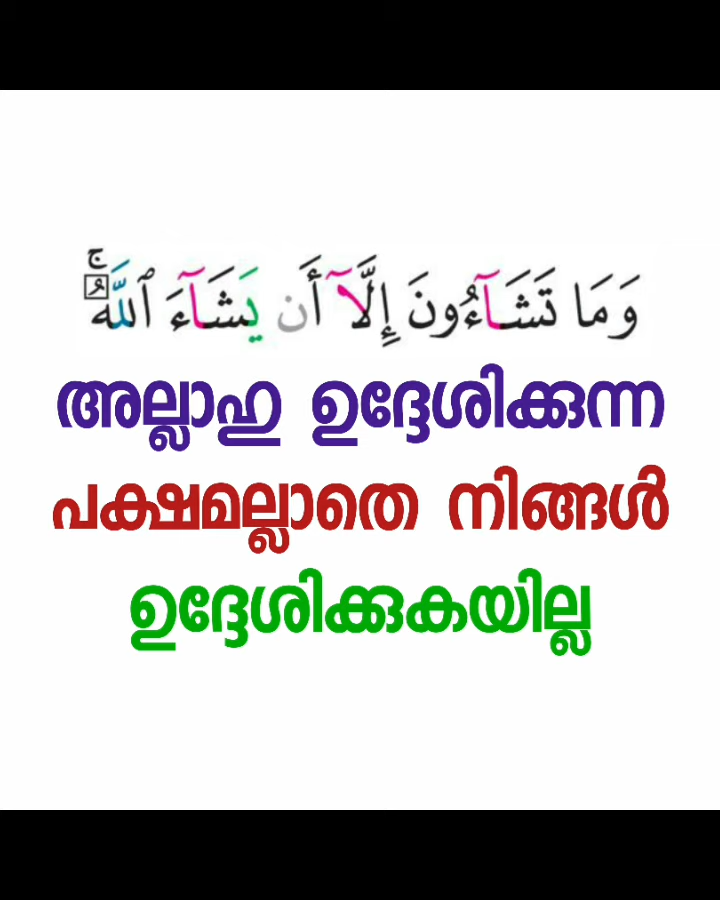 وَمَا تَشَآءُونَ إِلَّآ أَن يَشَآءَ ٱللَّهُ ۚ
അല്ലാഹു ഉദ്ദേശിക്കുന്ന
പക്ഷമല്ലാതെ നിങ്ങൾ
ഉദ്ദേശിക്കുകയില്ല